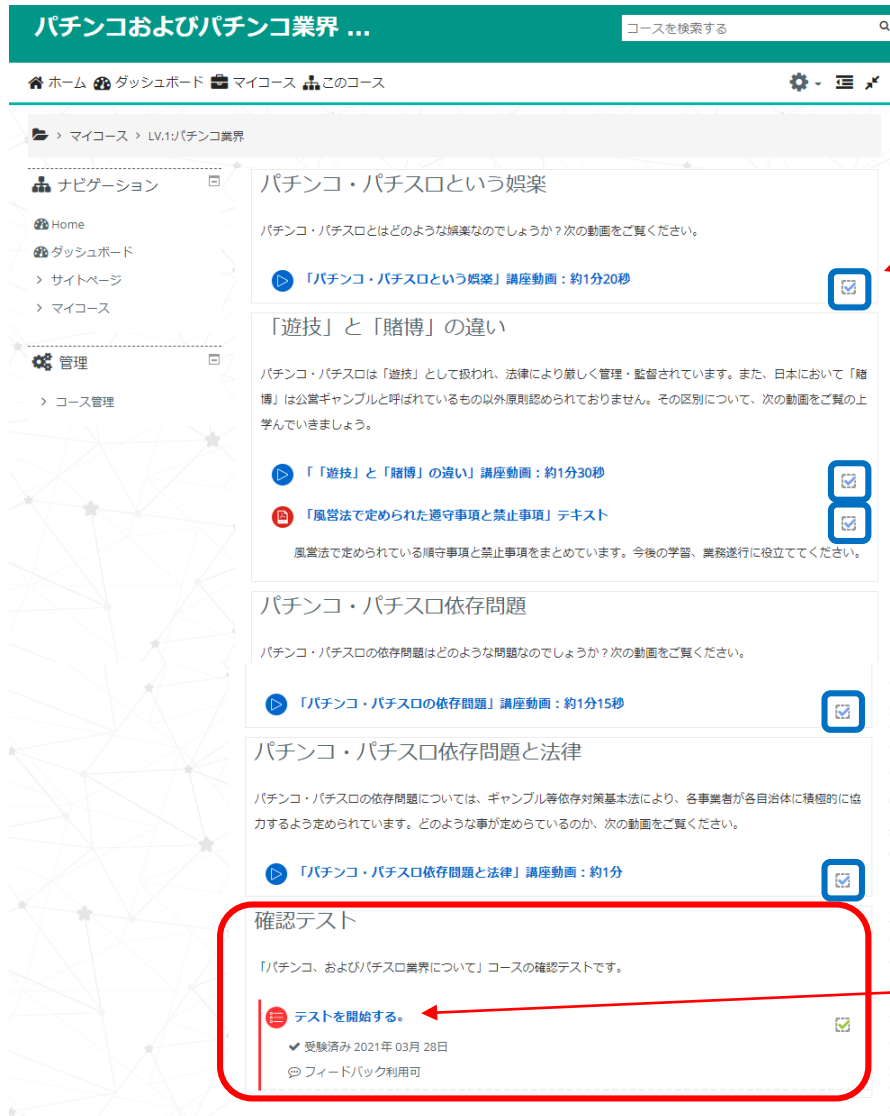 パチンコおよびパチンコ業界 ...
コースを検索する
ホーム ダッシュボード マイコース このコース
マイコース › LV.1:パチンコ業界
ナビゲーション
Home
ダッシュボード
› サイトページ
› マイコース
管理
› コース管理
パチンコ・パチスロという娯楽
パチンコ・パチスロとはどのような娯楽なのでしょうか？次の動画をご覧ください。
「パチンコ・パチスロという娯楽」講座動画：約1分20秒
「遊技」と「賭博」の違い
パチンコ・パチスロは「遊技」として扱われ、法律により厳しく管理・監督されています。また、日本において「賭
博」は公営ギャンブルと呼ばれているもの以外原則認められておりません。その区別について、次の動画をご覧の上
学んでいきましょう。
「「遊技」と「賭博」の違い」講座動画：約1分30秒
「風営法で定められた遵守事項と禁止事項」テキスト
風営法で定められている順守事項と禁止事項をまとめています。今後の学習、業務遂行に役立ててください。
パチンコ・パチスロ依存問題
パチンコ・パチスロの依存問題はどのような問題なのでしょうか？次の動画をご覧ください。
「パチンコ・パチスロの依存問題」講座動画：約1分15秒
パチンコ・パチスロ依存問題と法律
パチンコ・パチスロの依存問題については、ギャンブル等依存対策基本法により、各事業者が各自治体に積極的に協
力するよう定められています。どのような事が定めらているのか、次の動画をご覧ください。
「パチンコ・パチスロ依存問題と法律」講座動画：約1分
確認テスト
「パチンコ、およびパチスロ業界について」コースの確認テストです。
テストを開始する。
受験済み 2021年 03月 28日
フィードバック利用可